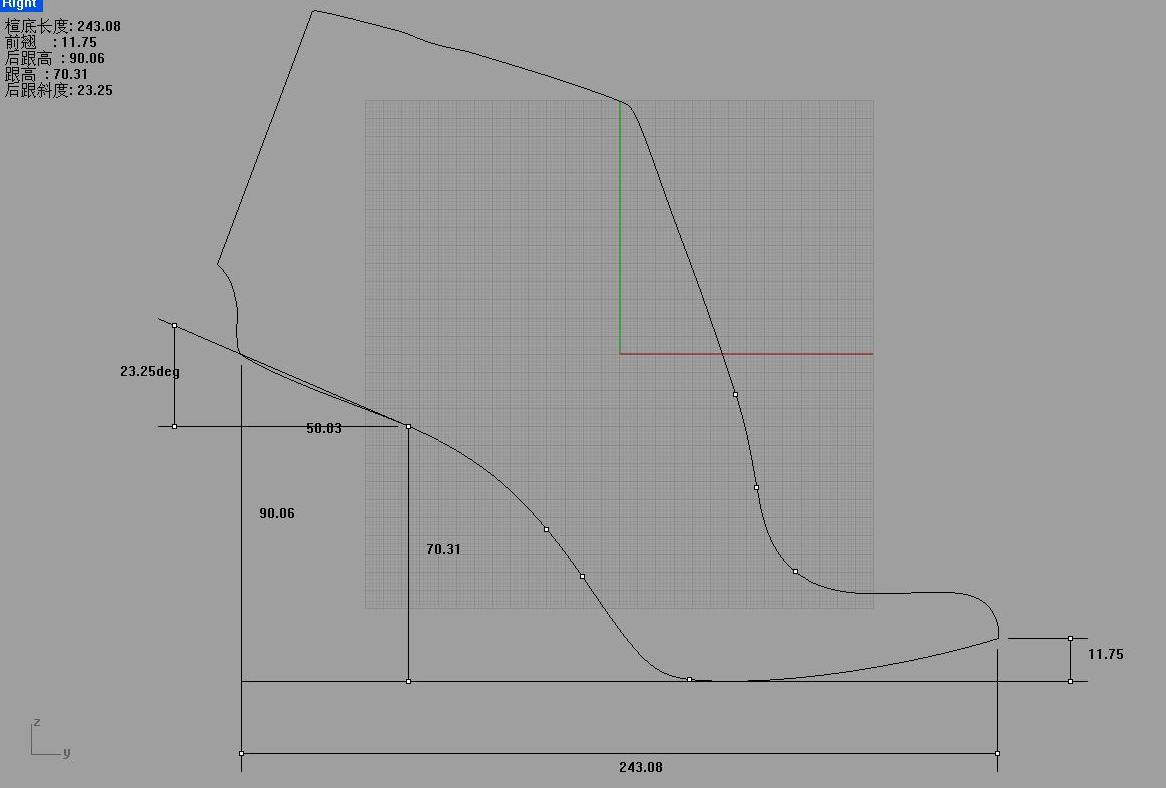 Right
楦底长度: 243.08
前翘 : 11.75
后跟高 : 90.06
跟高 : 70.31
后跟斜度: 23.25
23.25deg
50.03
90.06
70.31
11.75
z
y
243.08